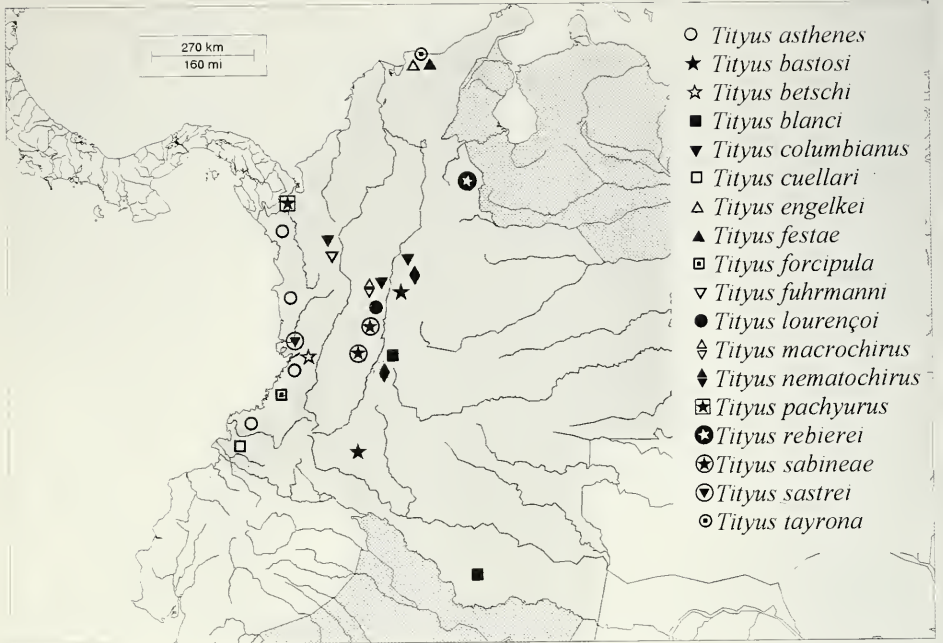 270 km
160 mi
Tityus asthenes
Tityus bastosi
Tityus betschi
Tityus blanci
Tityus columbianus
Tityus cuellari
Tityus engelkei
Tityus festae
Tityus forcipula
Tityus fuhrmanni
Tityus lourençoi
Tityus macrochirus
Tityus nematochirus
Tityus pachyurus
Tityus rebierei
Tityus sabineae
Tityus sastrei
Tityus tayrona